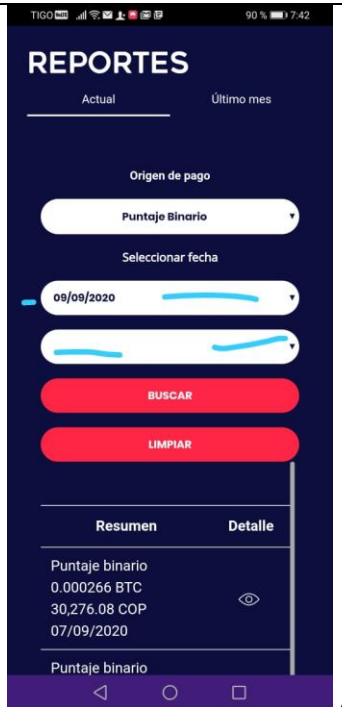 TIGO 90 % 7:42
REPORTES
Actual Último mes
Origen de pago
Puntaje Binario
Seleccionar fecha
09/09/2020
BUSCAR
LIMPIAR
Resumen Detalle
Puntaje binario
0.000266 BTC
30,276.08 COP
07/09/2020
Puntaje binario